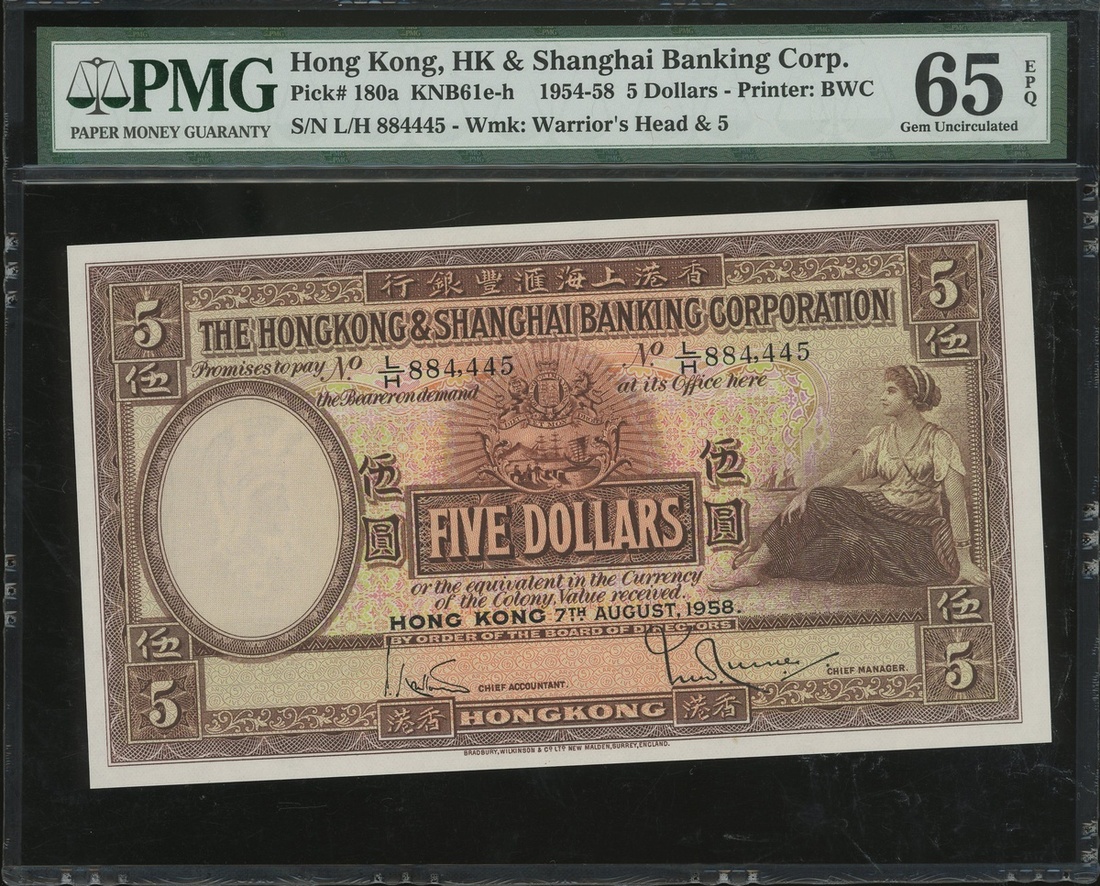 PMG
PAPER MONEY GUARANTY
Hong Kong, HK & Shanghai Banking Corp.
Pick# 180a KNB61e-h 1954-58 5 Dollars - Printer: BWC
S/N L/H 884445 - Wmk: Warrior's Head & 5
65 EPQ
Gem Uncirculated
行銀豐滙海上港香
5
5
THE HONGKONG & SHANGHAI BANKING CORPORATION
伍
伍
Promises to pay No L/H 884,445
No L/H 884,445
the Bearer on demand
at its Office here
伍圓
伍圓
FIVE DOLLARS
or the equivalent in the Currency
of the Colony, Value received.
HONG KONG 7TH AUGUST, 1958.
BY ORDER OF THE BOARD OF DIRECTORS
伍
伍
5
5
CHIEF ACCOUNTANT.
CHIEF MANAGER.
港香
HONGKONG
港香
BRADBURY, WILKINSON & Co LTD NEW MALDEN, SURREY, ENGLAND.